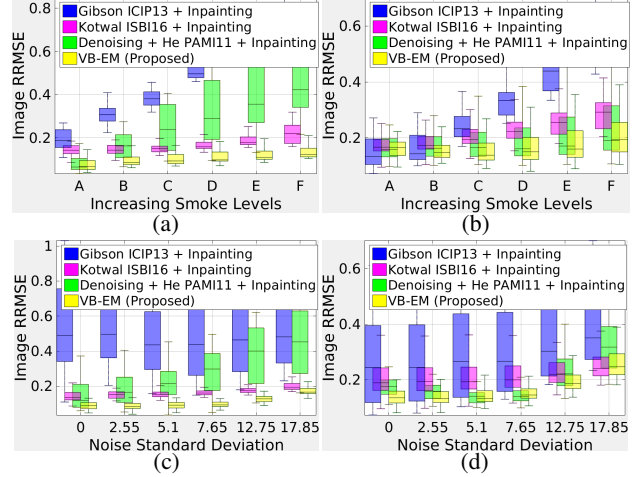 0.8
0.6
0.4
0.2
Image RRMSE
Gibson ICIP13 + Inpainting
Kotwal ISBI16 + Inpainting
Denoising + He PAMI11 + Inpainting
VB-EM (Proposed)
A B C D E F
Increasing Smoke Levels
(a)
0.6
0.4
0.2
Image RRMSE
Gibson ICIP13 + Inpainting
Kotwal ISBI16 + Inpainting
Denoising + He PAMI11 + Inpainting
VB-EM (Proposed)
A B C D E F
Increasing Smoke Levels
(b)
1
0.8
0.6
0.4
0.2
Image RRMSE
Gibson ICIP13 + Inpainting
Kotwal ISBI16 + Inpainting
Denoising + He PAMI11 + Inpainting
VB-EM (Proposed)
0 2.55 5.1 7.65 12.75 17.85
Noise Standard Deviation
(c)
0.6
0.4
0.2
Image RRMSE
Gibson ICIP13 + Inpainting
Kotwal ISBI16 + Inpainting
Denoising + He PAMI11 + Inpainting
VB-EM (Proposed)
0 2.55 5.1 7.65 12.75 17.85
Noise Standard Deviation
(d)